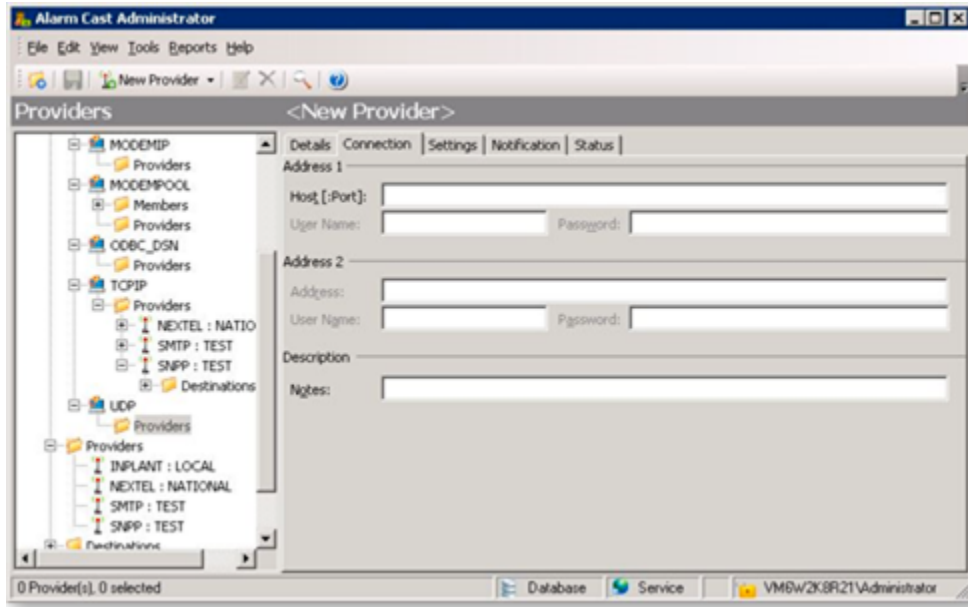 Alarm Cast Administrator
File Edit View Tools Reports Help
New Provider
Providers
<New Provider>
MODEMIP
Providers
MODEMPOOL
Members
Providers
ODBC_DSN
Providers
TCPIP
Providers
NEXTEL : NATIO
SMTP : TEST
SNPP : TEST
Destinations
UDP
Providers
Providers
INPLANT : LOCAL
NEXTEL : NATIONAL
SMTP : TEST
SNPP : TEST
Destinations
Details Connection Settings Notification Status
Address 1
Host [:Port]:
User Name: Password:
Address 2
Address:
User Name: Password:
Description
Notes:
0 Provider(s), 0 selected Database Service VM6W2K8R21\Administrator